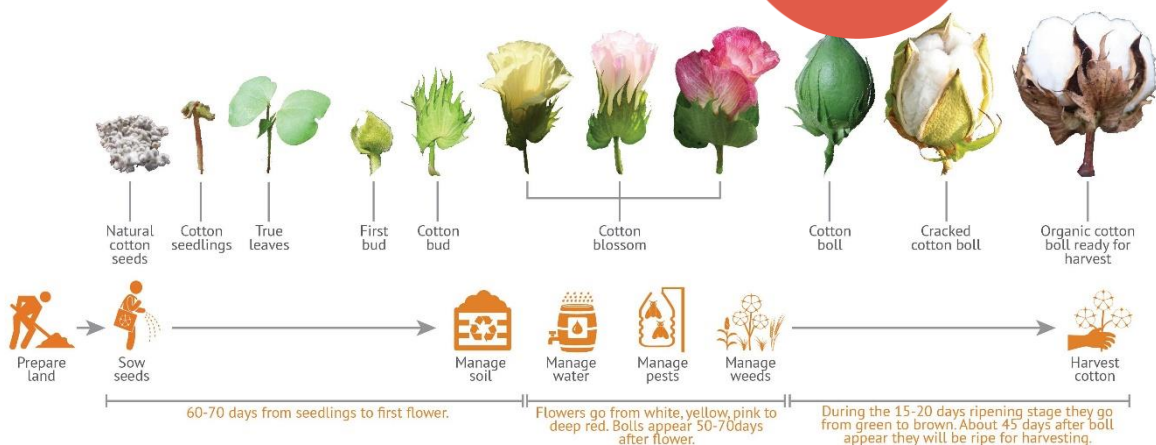 Natural
cotton
seeds
Cotton
seedlings
True
leaves
First
bud
Cotton
bud
Cotton
blossom
Cotton
boll
Cracked
cotton boll
Organic cotton
boll ready for
harvest
Prepare
land
Sow
seeds
Manage
soil
Manage
water
Manage
pests
Manage
weeds
Harvest
cotton
60-70 days from seedlings to first flower.
Flowers go from white, yellow, pink to
deep red. Bolls appear 50-70days
after flower.
During the 15-20 days ripening stage they go
from green to brown. About 45 days after boll
appear they will be ripe for harvesting.